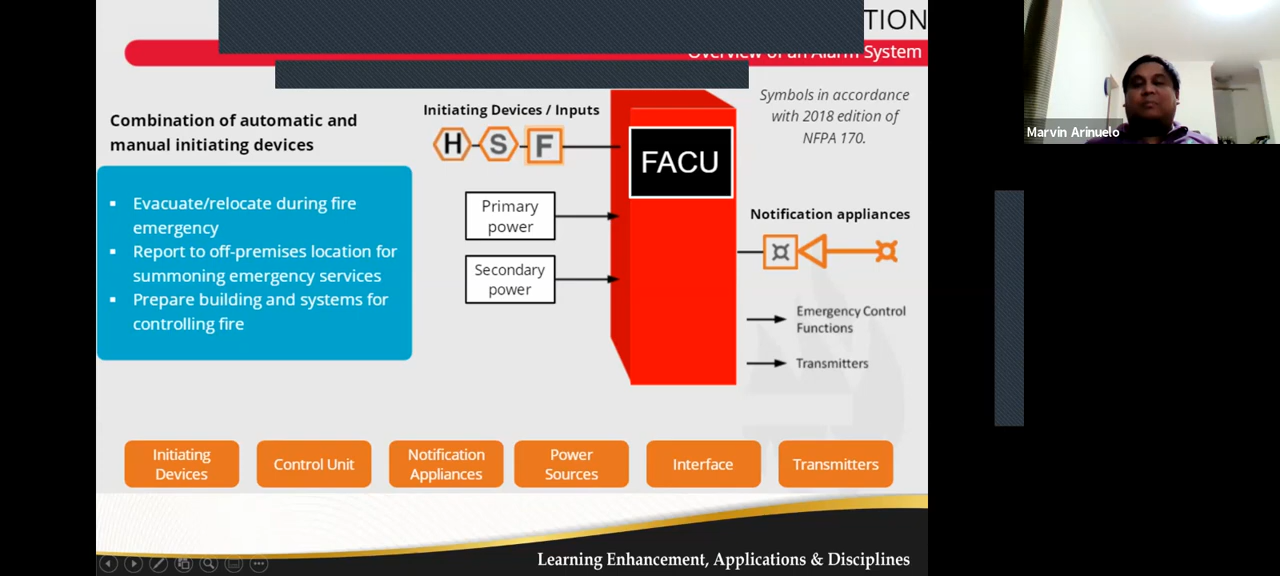 TION
Overview of an Alarm System
Combination of automatic and
manual initiating devices
Evacuate/relocate during fire
emergency
Report to off-premises location for
summoning emergency services
Prepare building and systems for
controlling fire
Initiating Devices / Inputs
H S F
FACU
Primary
power
Secondary
power
Symbols in accordance
with 2018 edition of
NFPA 170.
Notification appliances
Emergency Control
Functions
Transmitters
Initiating
Devices
Control Unit
Notification
Appliances
Power
Sources
Interface
Transmitters
Learning Enhancement, Applications & Disciplines
Marvin Arinuelo